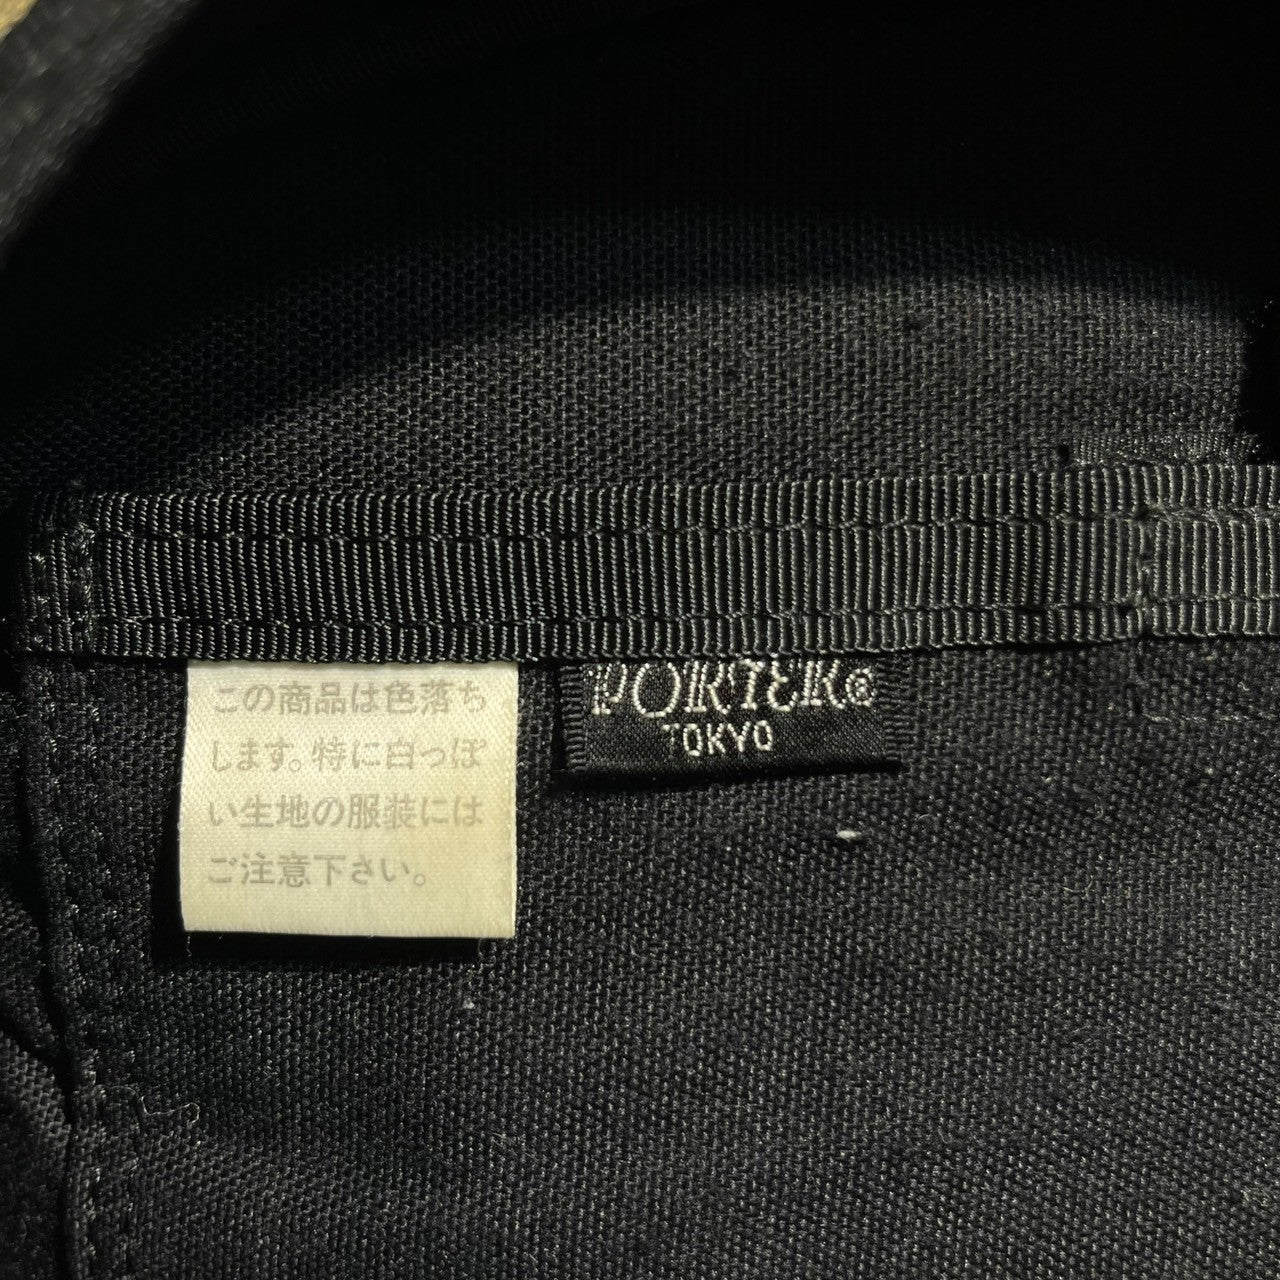 この商品は色落ち
します。特に白っぽ
い生地の服装には
ご注意下さい。
PORTER®
TOKYO